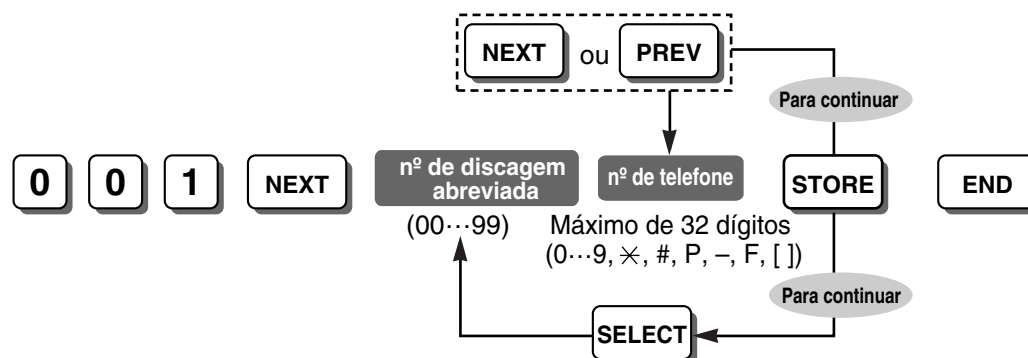 NEXT ou PREV
Para continuar
0 0 1 NEXT nº de discagem abreviada nº de telefone STORE END
(00···99) Máximo de 32 dígitos
(0···9, ✳, #, P, –, F, [ ])
Para continuar
SELECT